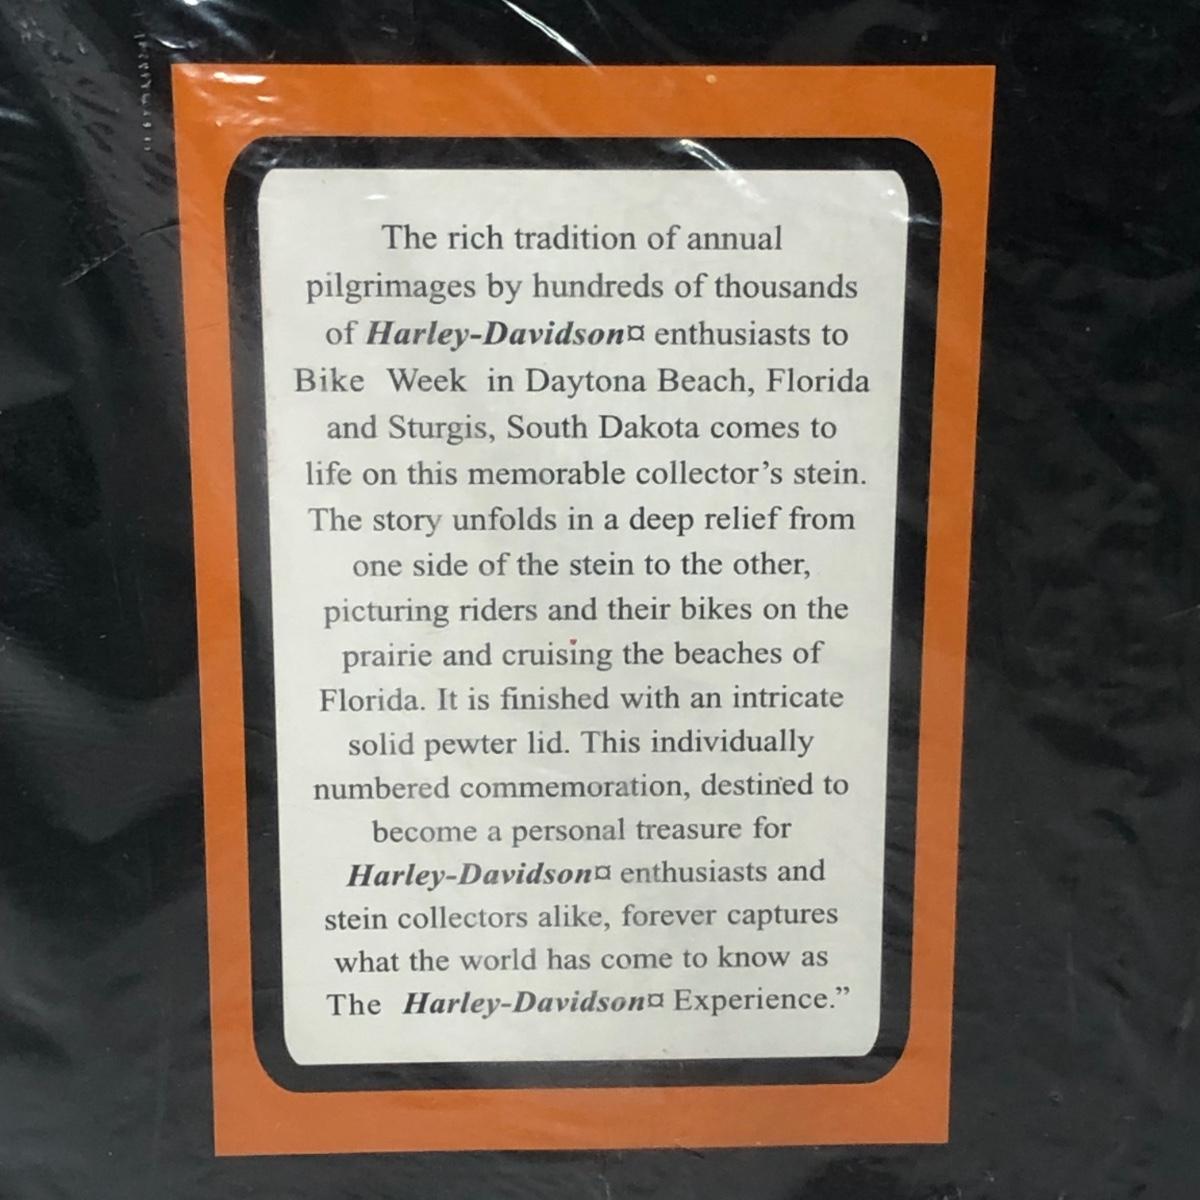 The rich tradition of annual
pilgrimages by hundreds of thousands
of Harley-Davidson¤ enthusiasts to
Bike Week in Daytona Beach, Florida
and Sturgis, South Dakota comes to
life on this memorable collector’s stein.
The story unfolds in a deep relief from
one side of the stein to the other,
picturing riders and their bikes on the
prairie and cruising the beaches of
Florida. It is finished with an intricate
solid pewter lid. This individually
numbered commemoration, destined to
become a personal treasure for
Harley-Davidson¤ enthusiasts and
stein collectors alike, forever captures
what the world has come to know as
The Harley-Davidson¤ Experience.”